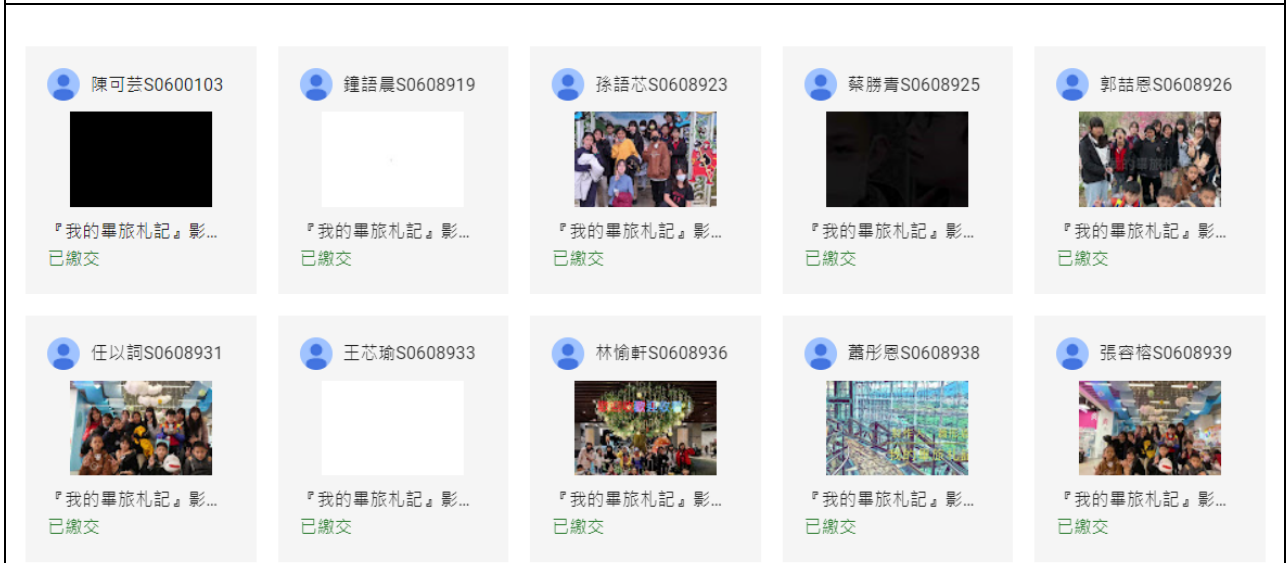 陳可芸S0600103
鐘語晨S0608919
孫語芯S0608923
蔡勝青S0608925
郭喆恩S0608926
『我的畢旅札記』影...
『我的畢旅札記』影...
『我的畢旅札記』影...
『我的畢旅札記』影...
『我的畢旅札記』影...
已繳交
已繳交
已繳交
已繳交
已繳交
任以詞S0608931
王芯瑜S0608933
林愉軒S0608936
蕭彤恩S0608938
張容榕S0608939
『我的畢旅札記』影...
『我的畢旅札記』影...
『我的畢旅札記』影...
『我的畢旅札記』影...
『我的畢旅札記』影...
已繳交
已繳交
已繳交
已繳交
已繳交